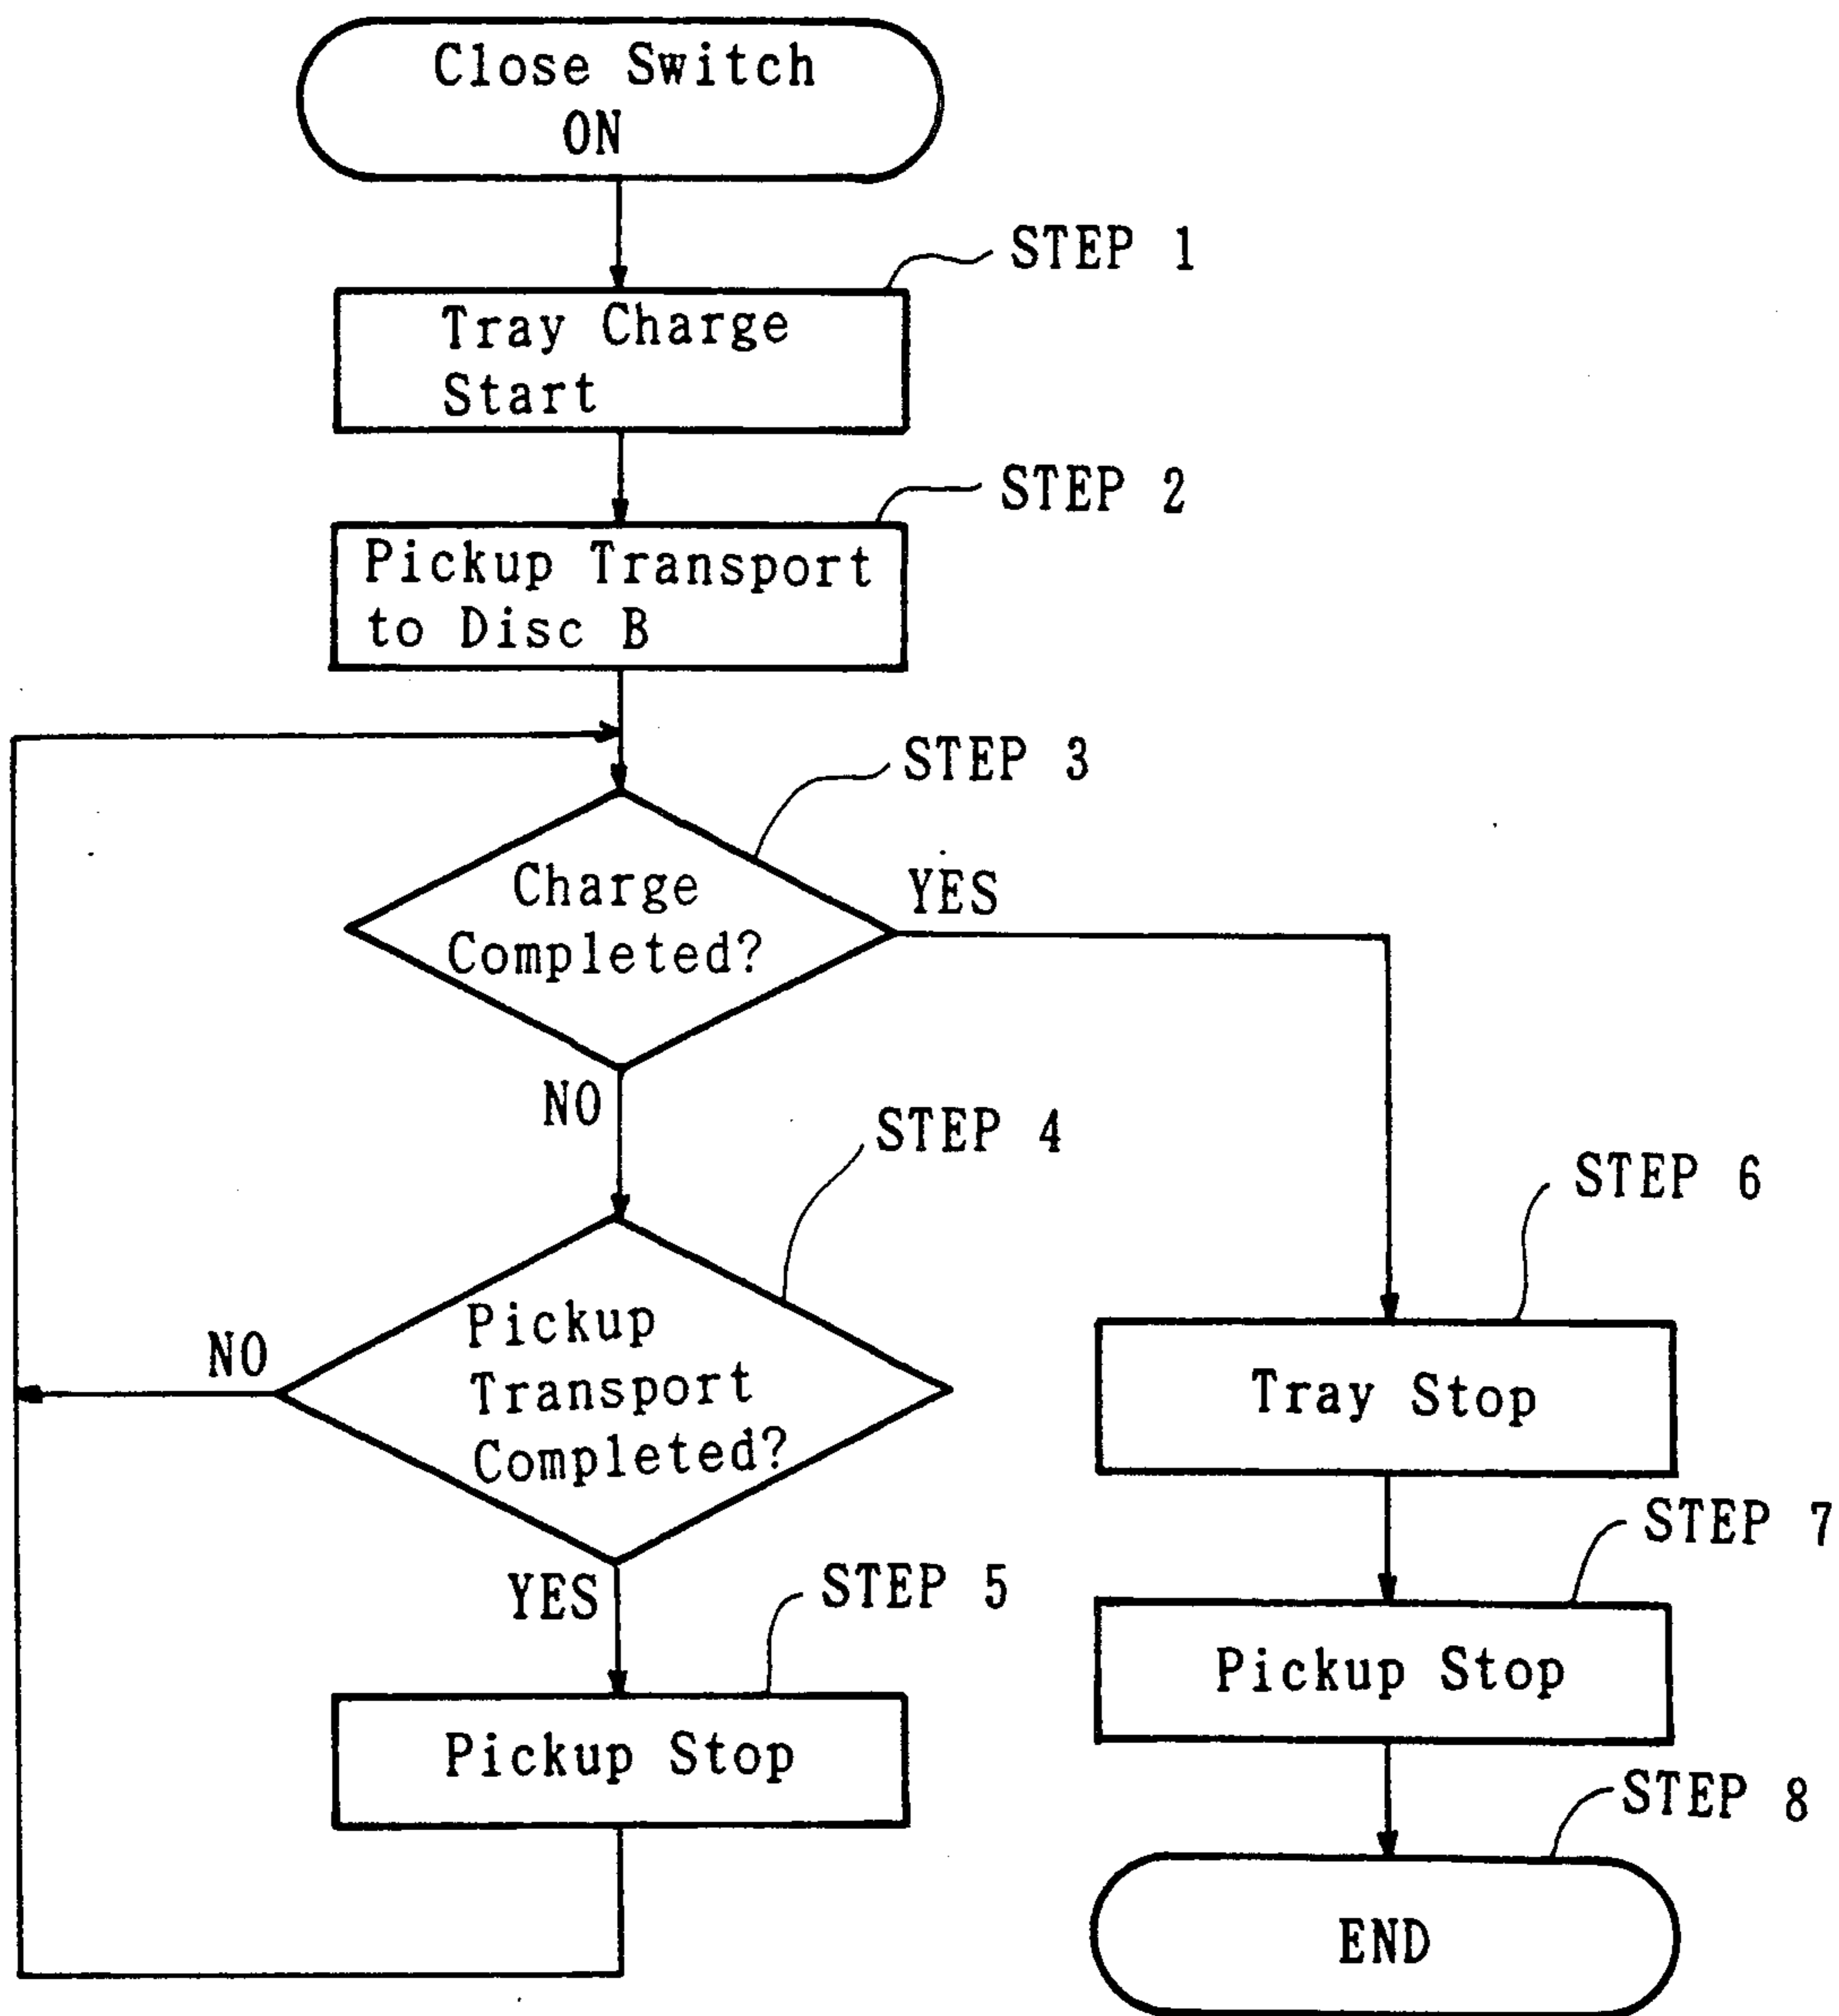 Close Switch
ON
STEP 1
Tray Charge
Start
STEP 2
Pickup Transport
to Disc B
STEP 3
Charge
Completed?
YES
NO
STEP 4
Pickup
Transport
Completed?
NO
YES
STEP 5
Pickup Stop
STEP 6
Tray Stop
STEP 7
Pickup Stop
STEP 8
END